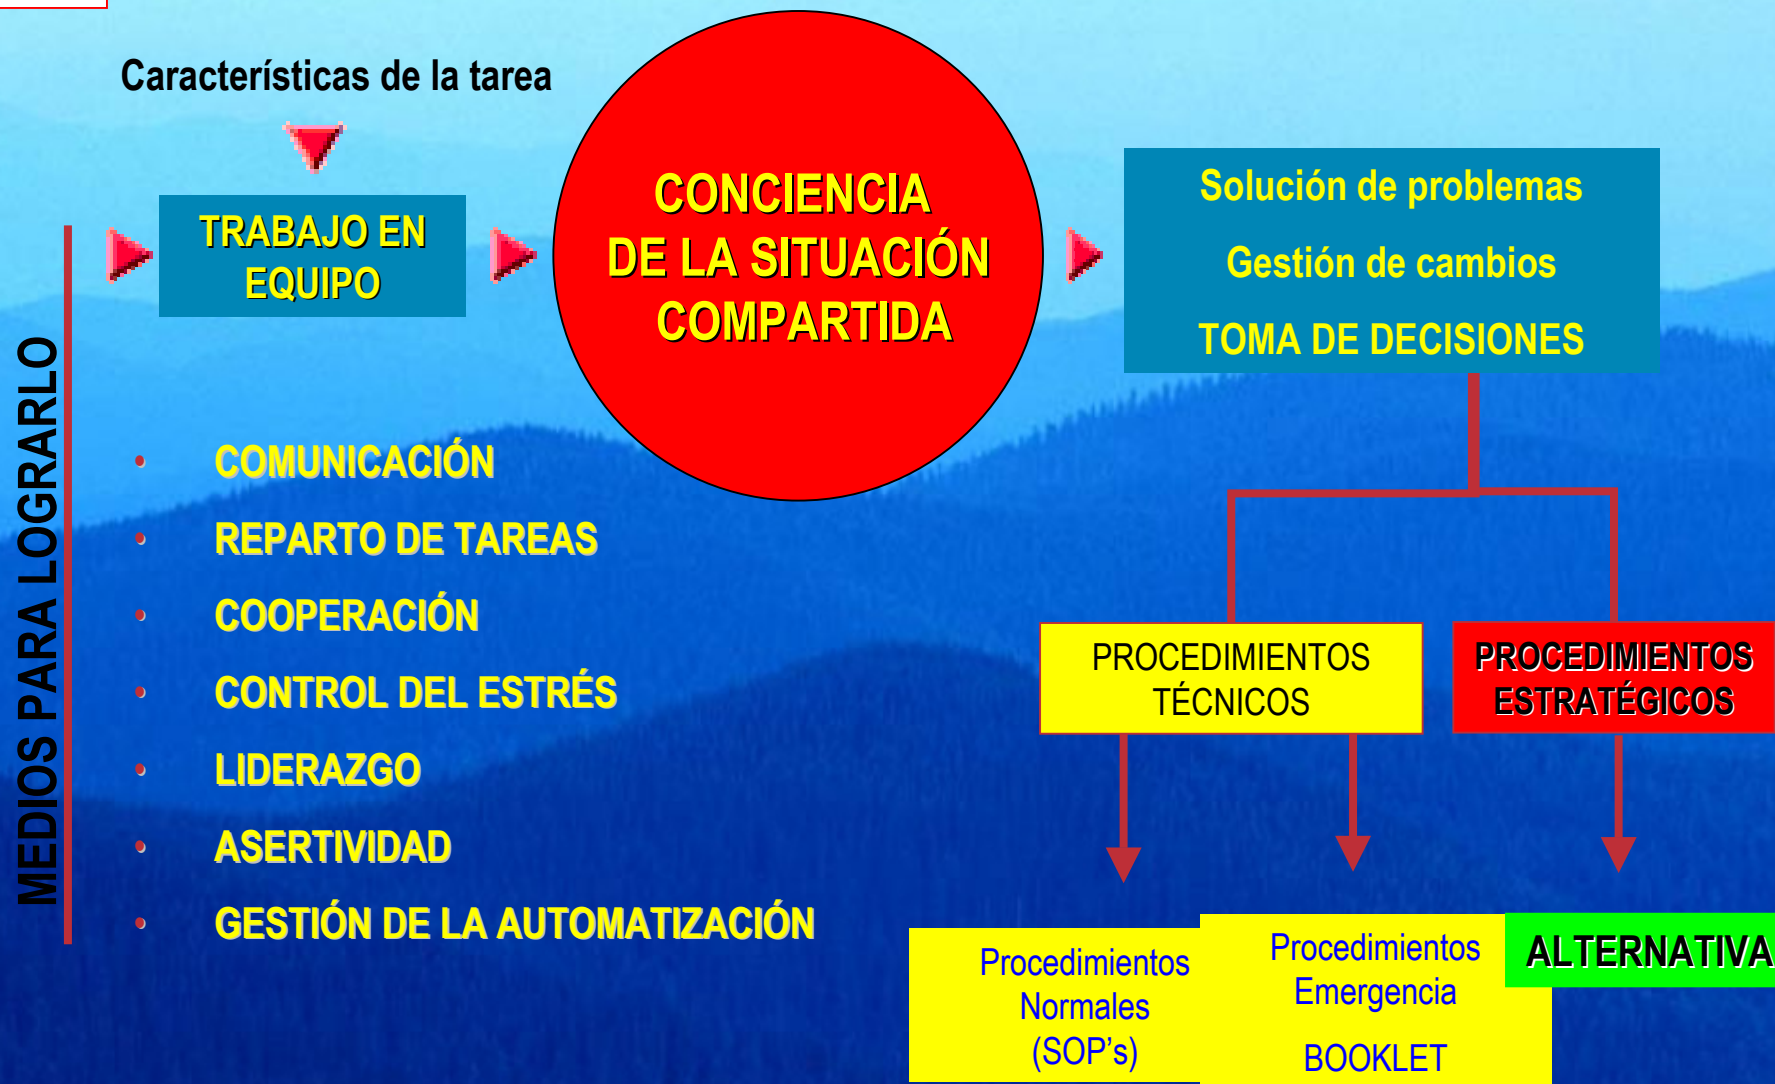 Características de la tarea
TRABAJO EN
EQUIPO
CONCIENCIA
DE LA SITUACIÓN
COMPARTIDA
Solución de problemas
Gestión de cambios
TOMA DE DECISIONES
MEDIOS PARA LOGRARLO
• COMUNICACIÓN
• REPARTO DE TAREAS
• COOPERACIÓN
• CONTROL DEL ESTRÉS
• LIDERAZGO
• ASERTIVIDAD
• GESTIÓN DE LA AUTOMATIZACIÓN
PROCEDIMIENTOS
TÉCNICOS
PROCEDIMIENTOS
ESTRATÉGICOS
Procedimientos
Normales
(SOP’s)
Procedimientos
Emergencia
BOOKLET
ALTERNATIVA